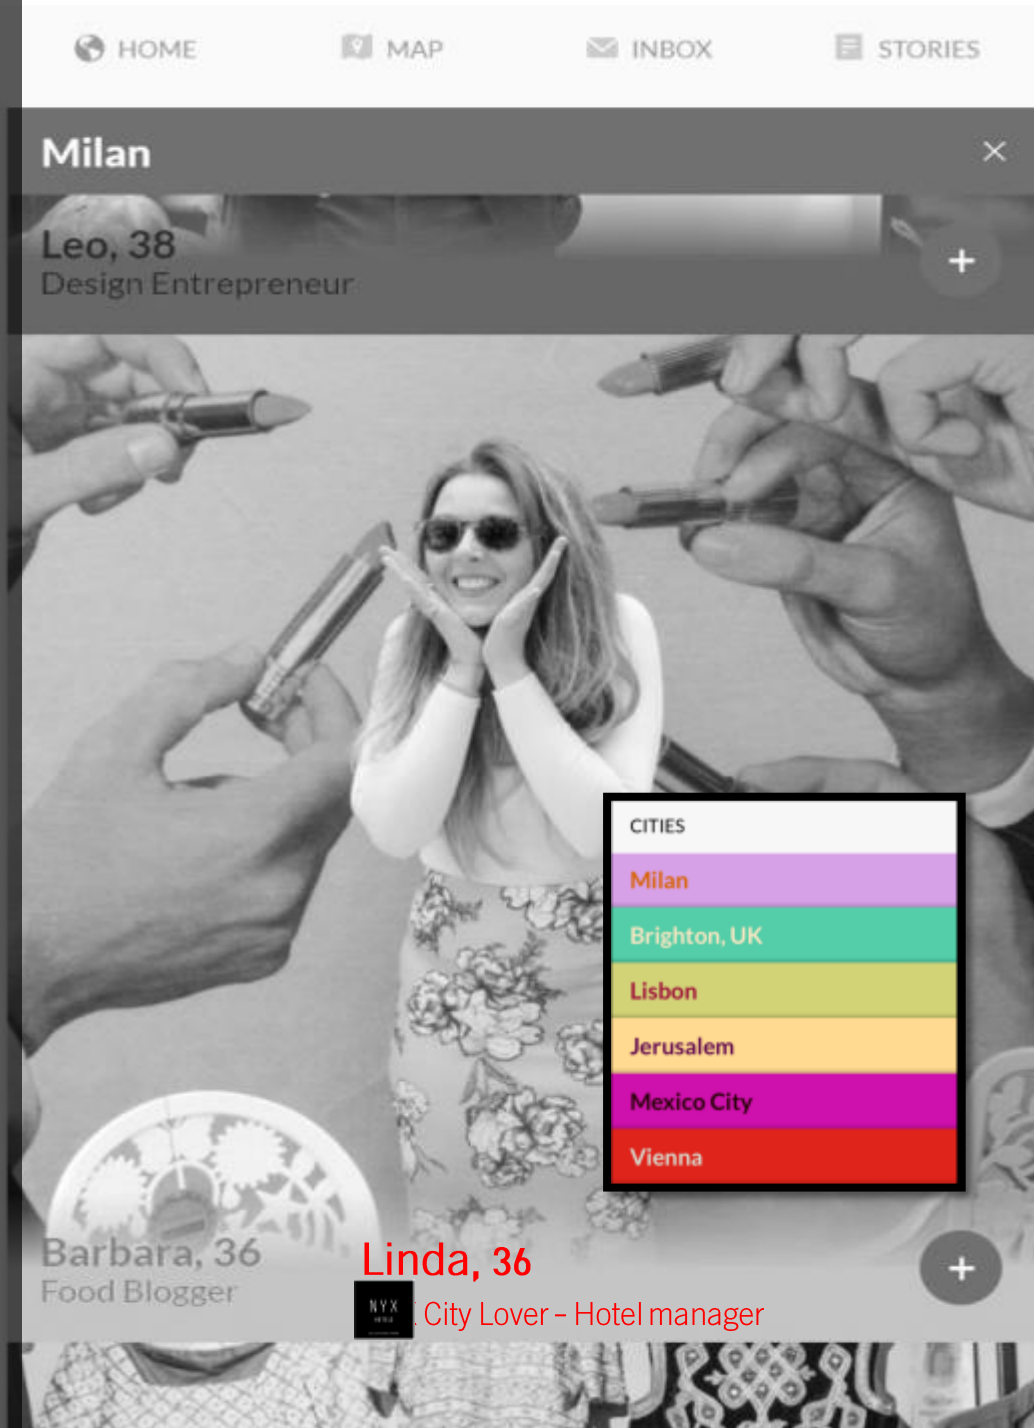 HOME
MAP
INBOX
STORIES
Milan
Leo, 38
Design Entrepreneur
CITIES
Milan
Brighton, UK
Lisbon
Jerusalem
Mexico City
Vienna
Barbara, 36
Food Blogger
Linda, 36
NYX
City Lover – Hotel manager